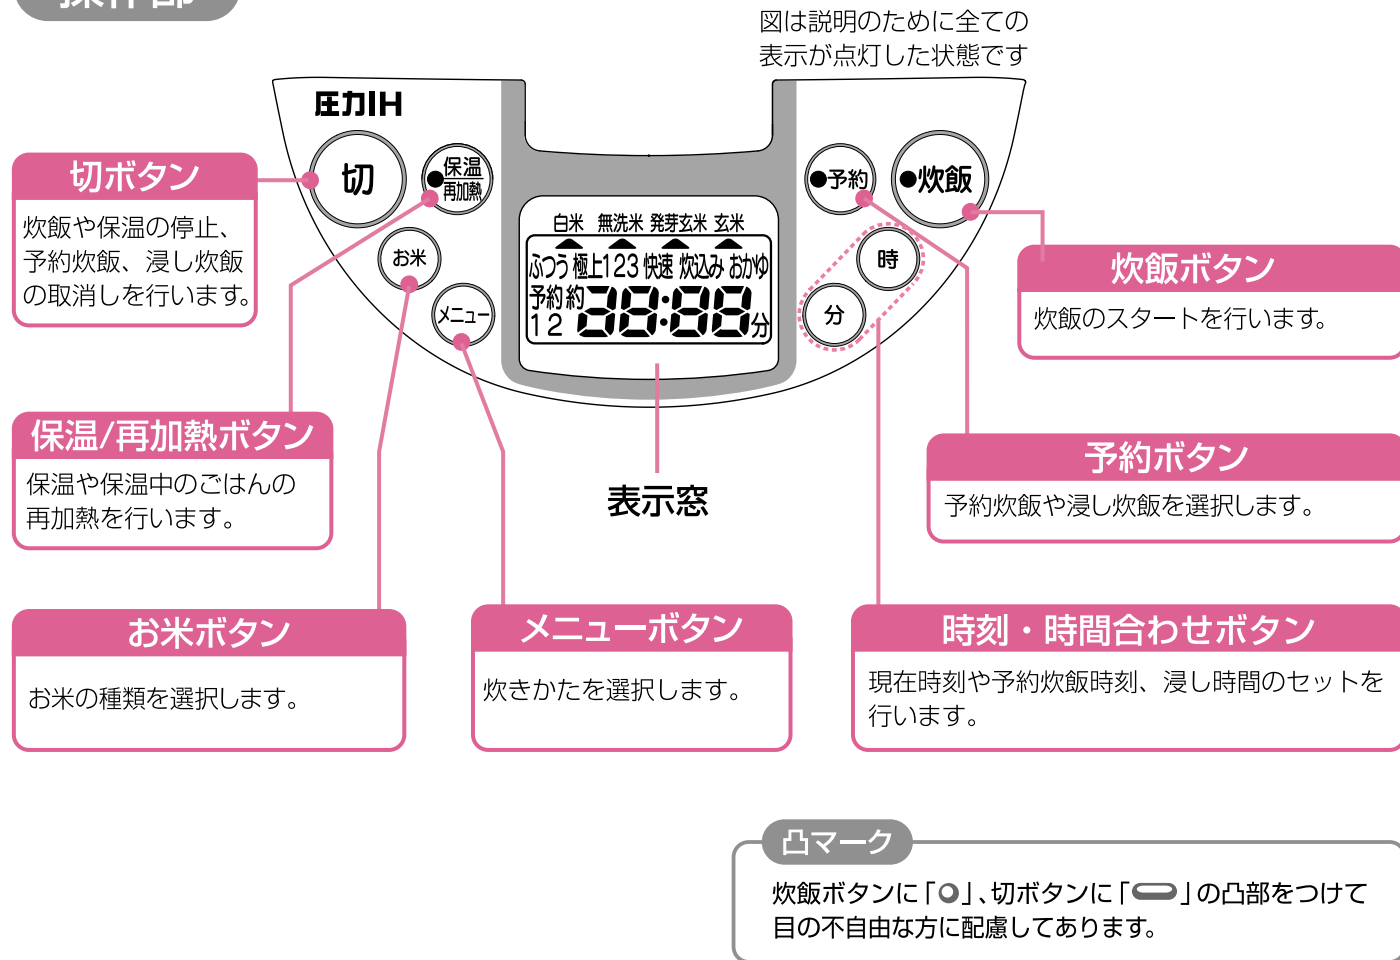 操作部
図は説明のために全ての
表示が点灯した状態です
圧力IH
切
保温
再加熱
お米
メニュー
白米 無洗米 発芽玄米 玄米
ふつう 極上123 快速 炊込み おかゆ
予約 約
12 38:88分
予約
炊飯
時
分
切ボタン
炊飯や保温の停止、
予約炊飯、浸し炊飯
の取消しを行います。
炊飯ボタン
炊飯のスタートを行います。
保温/再加熱ボタン
保温や保温中のごはんの
再加熱を行います。
表示窓
予約ボタン
予約炊飯や浸し炊飯を選択します。
お米ボタン
お米の種類を選択します。
メニューボタン
炊きかたを選択します。
時刻・時間合わせボタン
現在時刻や予約炊飯時刻、浸し時間のセットを
行います。
凸マーク
炊飯ボタンに「●」、切ボタンに「⬬」の凸部をつけて
目の不自由な方に配慮してあります。